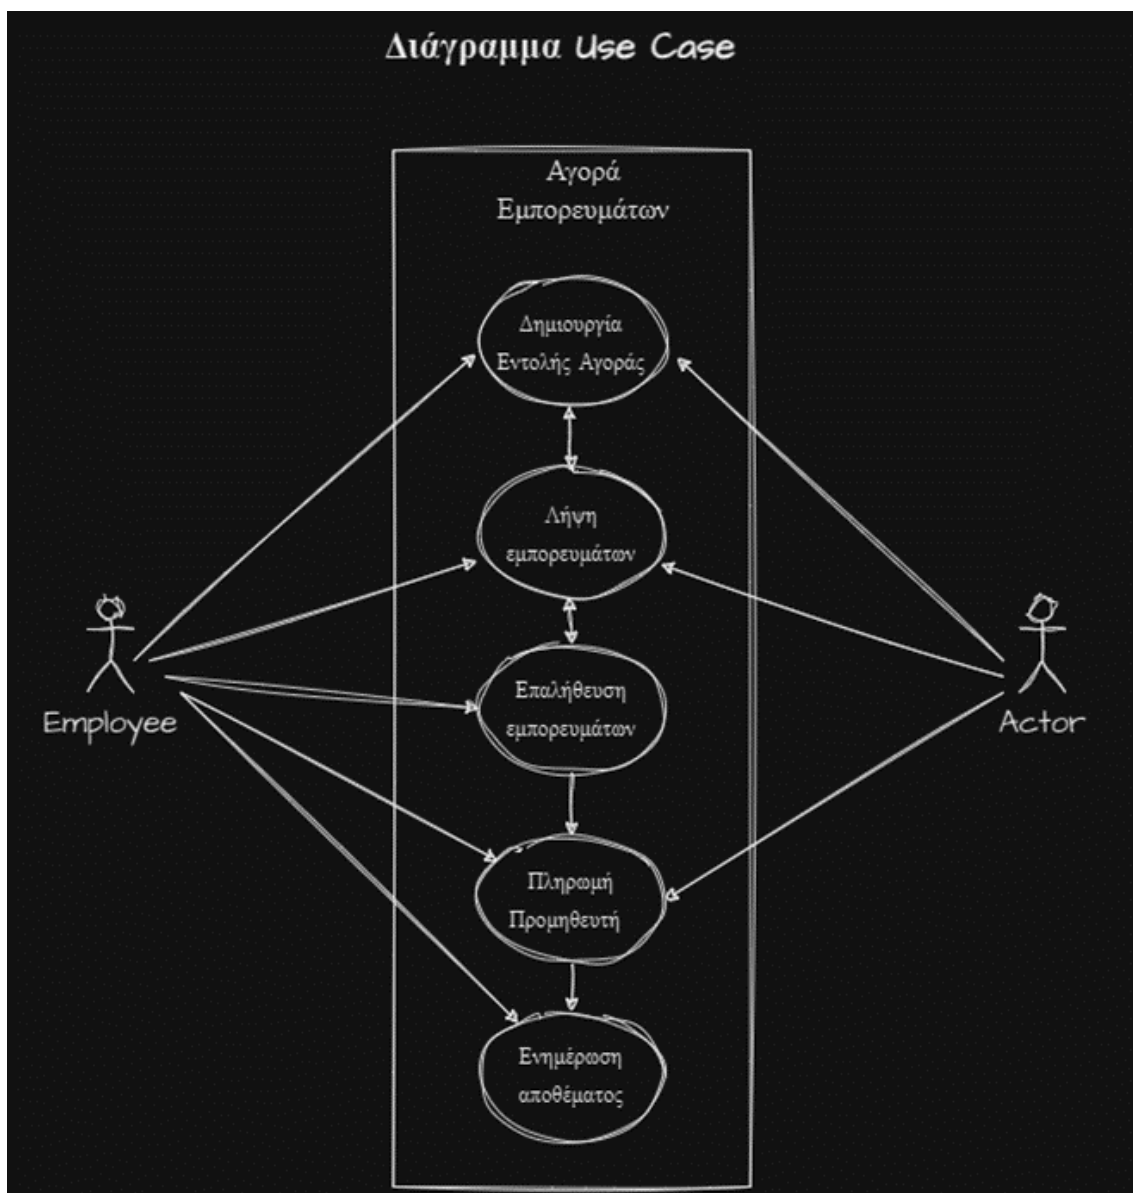 Διάγραμμα Use Case
Αγορά
Εμπορευμάτων
Δημιουργία
Εντολής Αγοράς
Λήψη
εμπορευμάτων
Επαλήθευση
εμπορευμάτων
Employee
Actor
Πληρωμή
Προμηθευτή
Ενημέρωση
αποθέματος